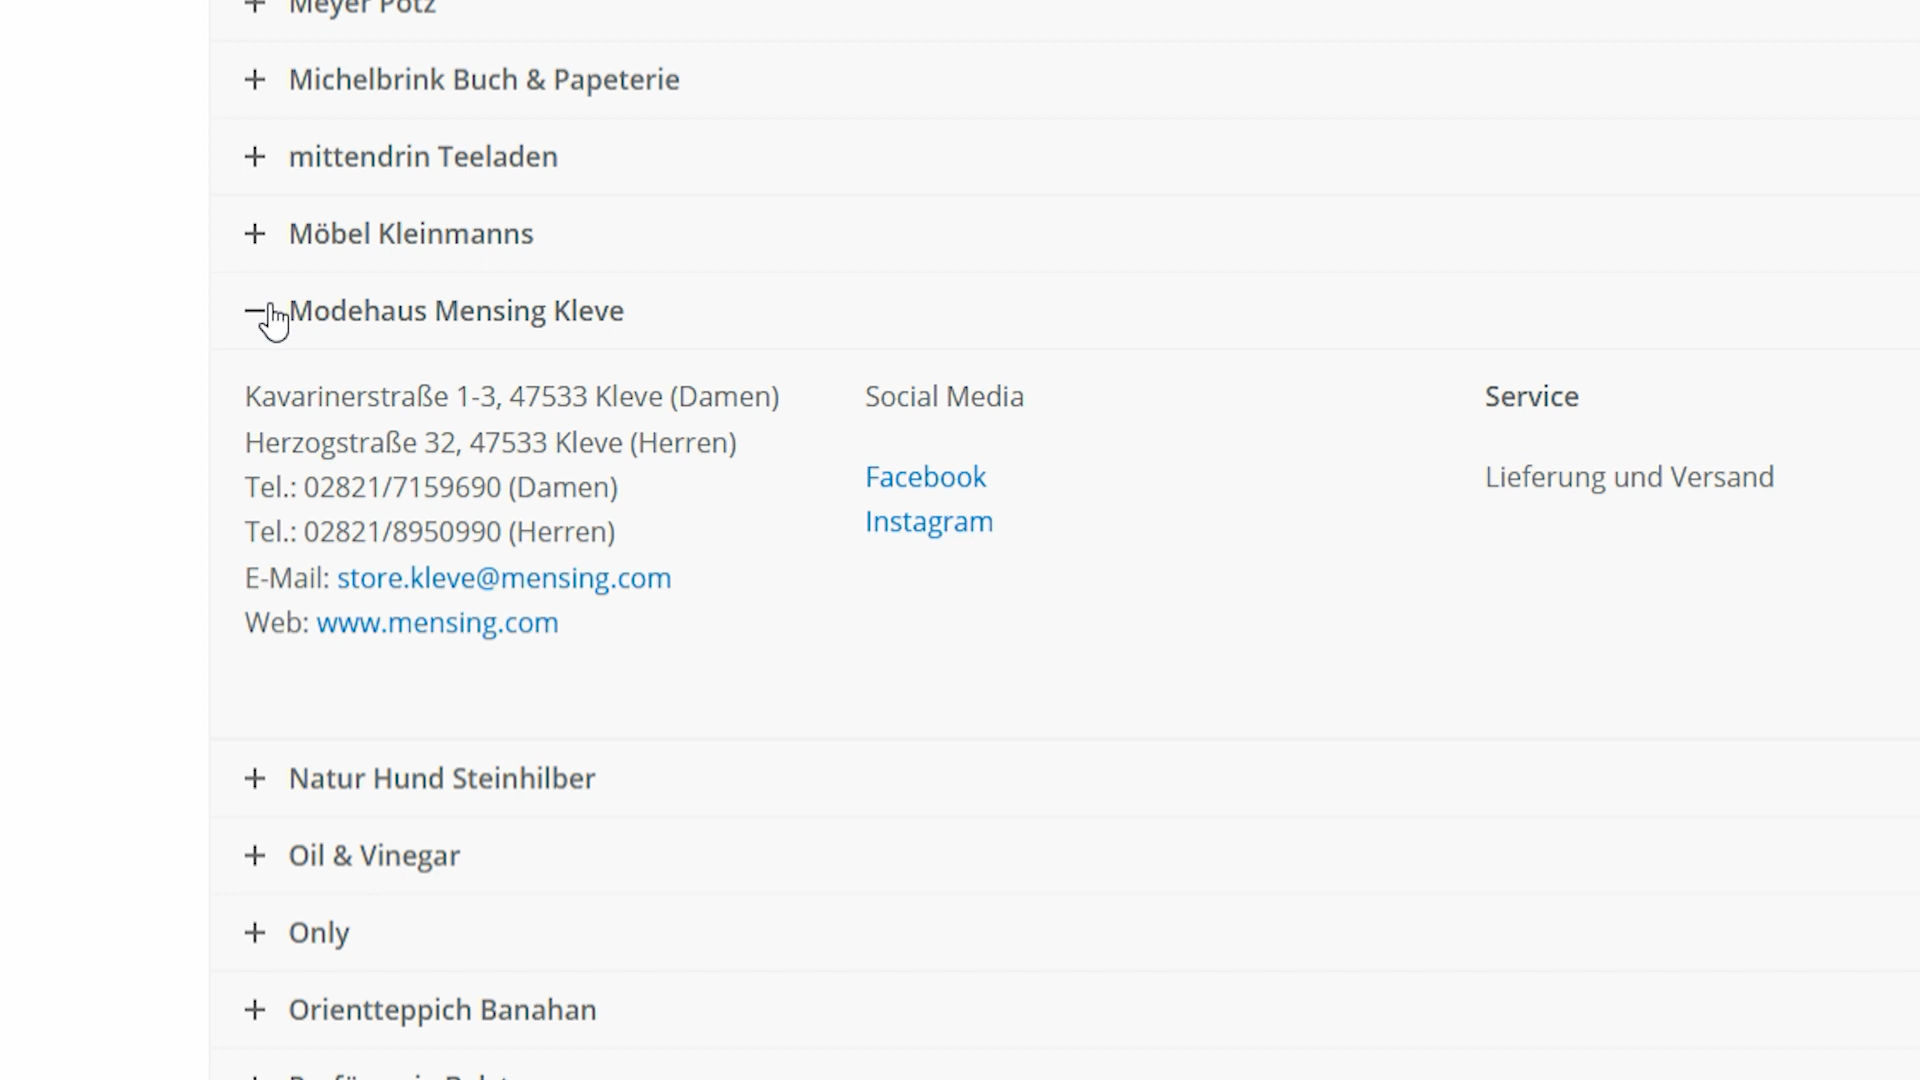 Meyer Potz
Michelbrink Buch & Papeterie
mittendrin Teeladen
Möbel Kleinmanns
Modehaus Mensing Kleve
Kavarinerstraße 1-3, 47533 Kleve (Damen)
Herzogstraße 32, 47533 Kleve (Herren)
Tel.: 02821/7159690 (Damen)
Tel.: 02821/8950990 (Herren)
E-Mail: store.kleve@mensing.com
Web: www.mensing.com
Social Media
Facebook
Instagram
Service
Lieferung und Versand
Natur Hund Steinhilber
Oil & Vinegar
Only
Orientteppich Banahan